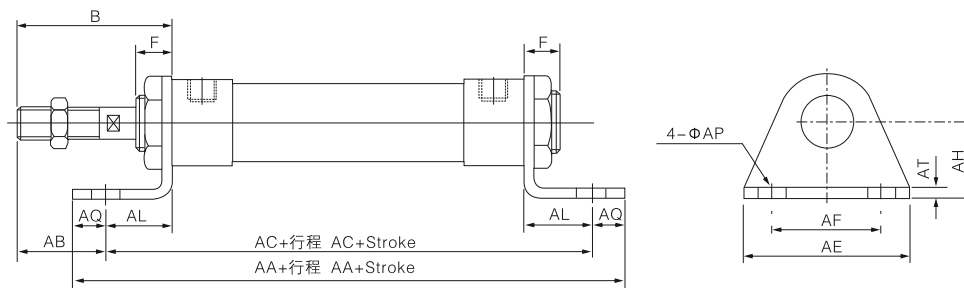 B
F
F
4-ΦAP
AT
AH
AQ
AL
AL
AQ
AF
AB
AC+行程 AC+Stroke
AE
AA+行程 AA+Stroke